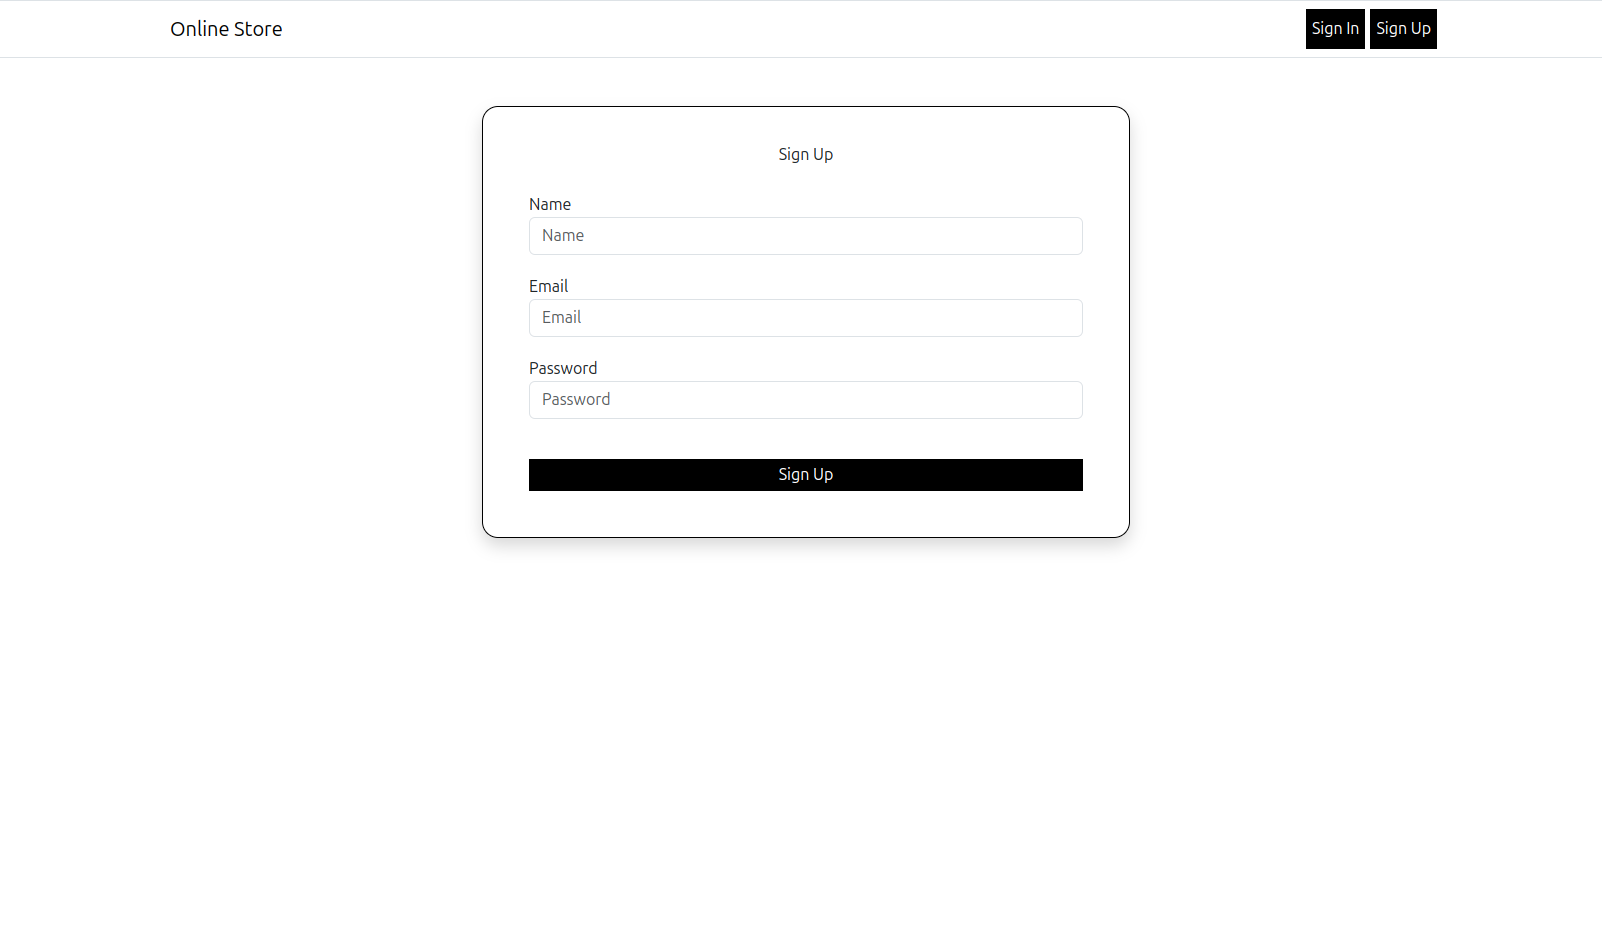 Online Store
Sign In
Sign Up
Sign Up
Name
Name
Email
Email
Password
Password
Sign Up